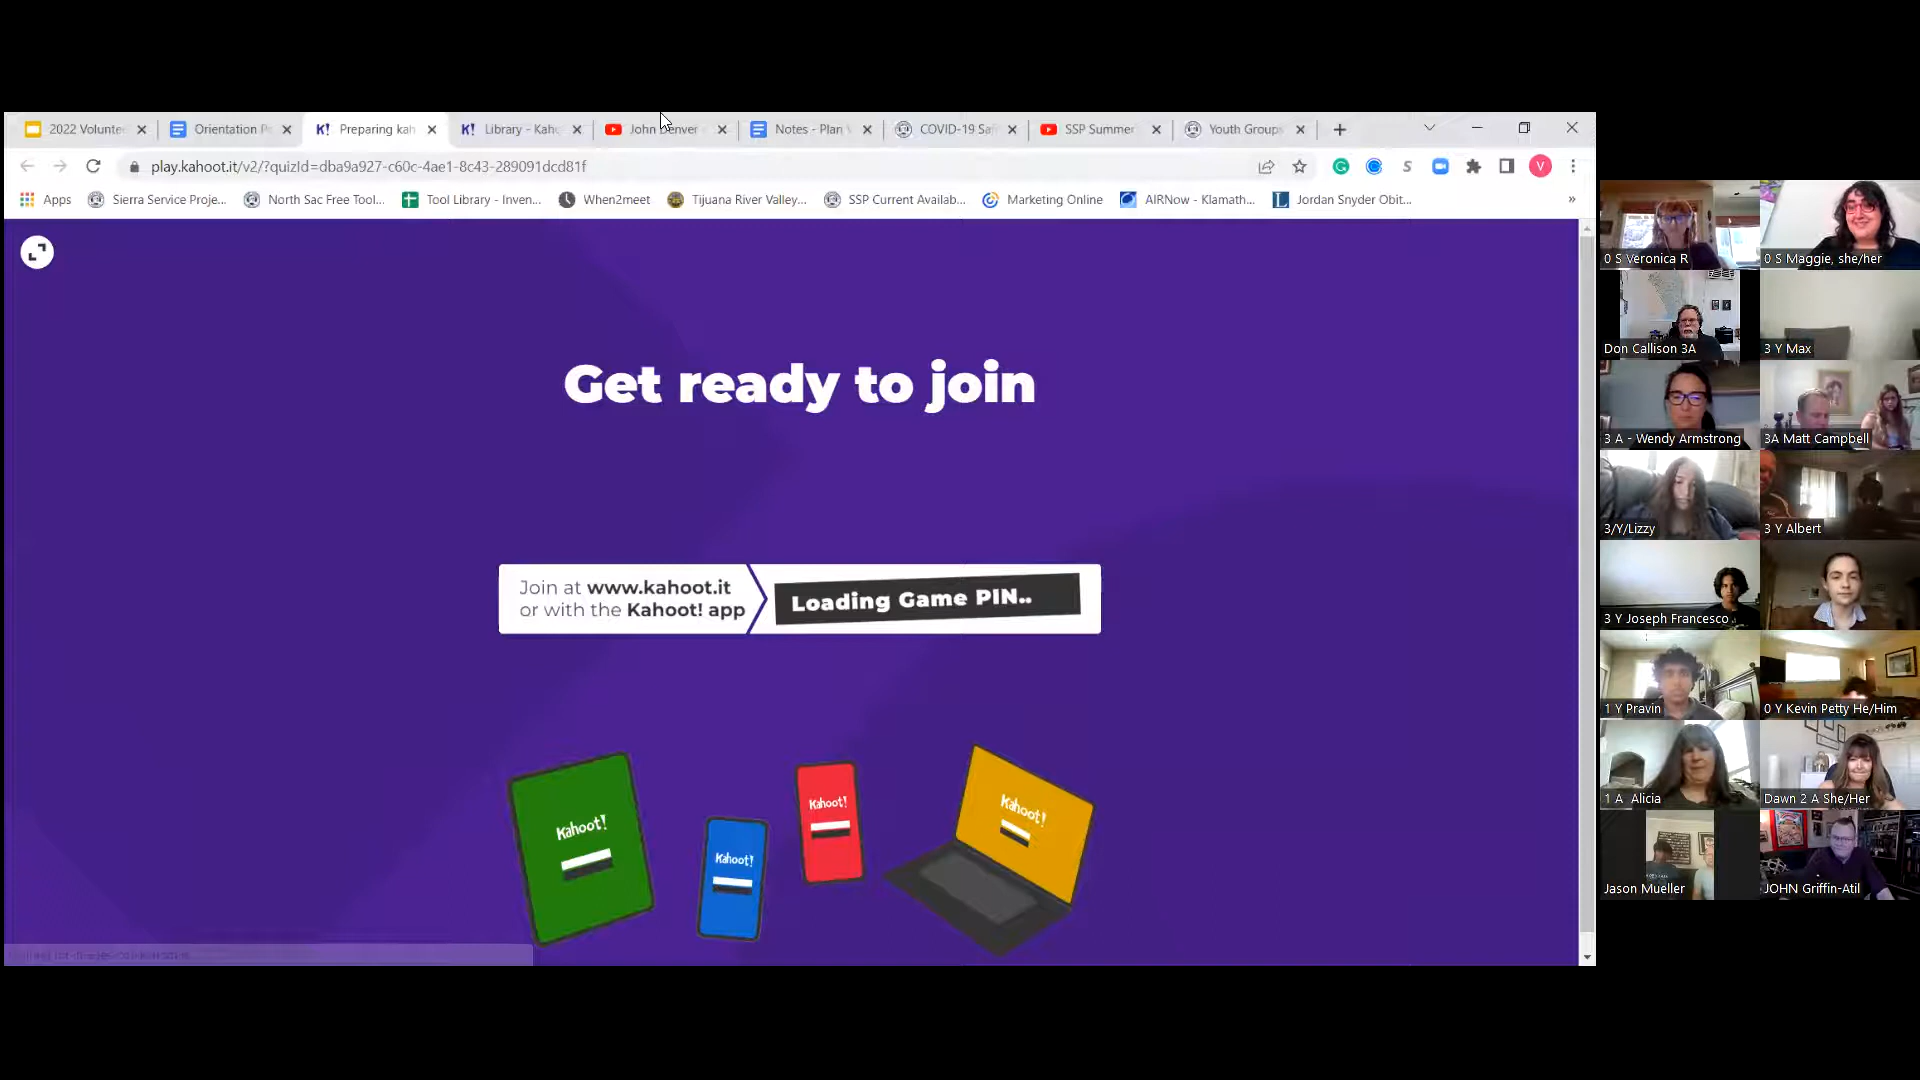 2022 Volunte
Orientation Po
K! Preparing kah
K! Library - Kaho
John Denver -
Notes - Plan V
COVID-19 Saf
SSP Summer
Youth Groups
play.kahoot.it/v2/?quizId=dba9a927-c60c-4ae1-8c43-289091dcd81f
S
V
Apps
Sierra Service Proje...
North Sac Free Tool...
Tool Library - Inven...
When2meet
Tijuana River Valley...
SSP Current Availab...
Marketing Online
AIRNow - Klamath...
L Jordan Snyder Obit...
»
Get ready to join
Join at www.kahoot.it
or with the Kahoot! app
Loading Game PIN..
Kahoot!
Kahoot!
Kahoot!
Kahoot!
0 S Veronica R
0 S Maggie, she/her
Don Callison 3A
3 Y Max
3 A - Wendy Armstrong
3A Matt Campbell
3/Y/Lizzy
3 Y Albert
3 Y Joseph Francesco
1 Y Pravin
0 Y Kevin Petty He/Him
1 A Alicia
Dawn 2 A She/Her
Jason Mueller
JOHN Griffin-Atil